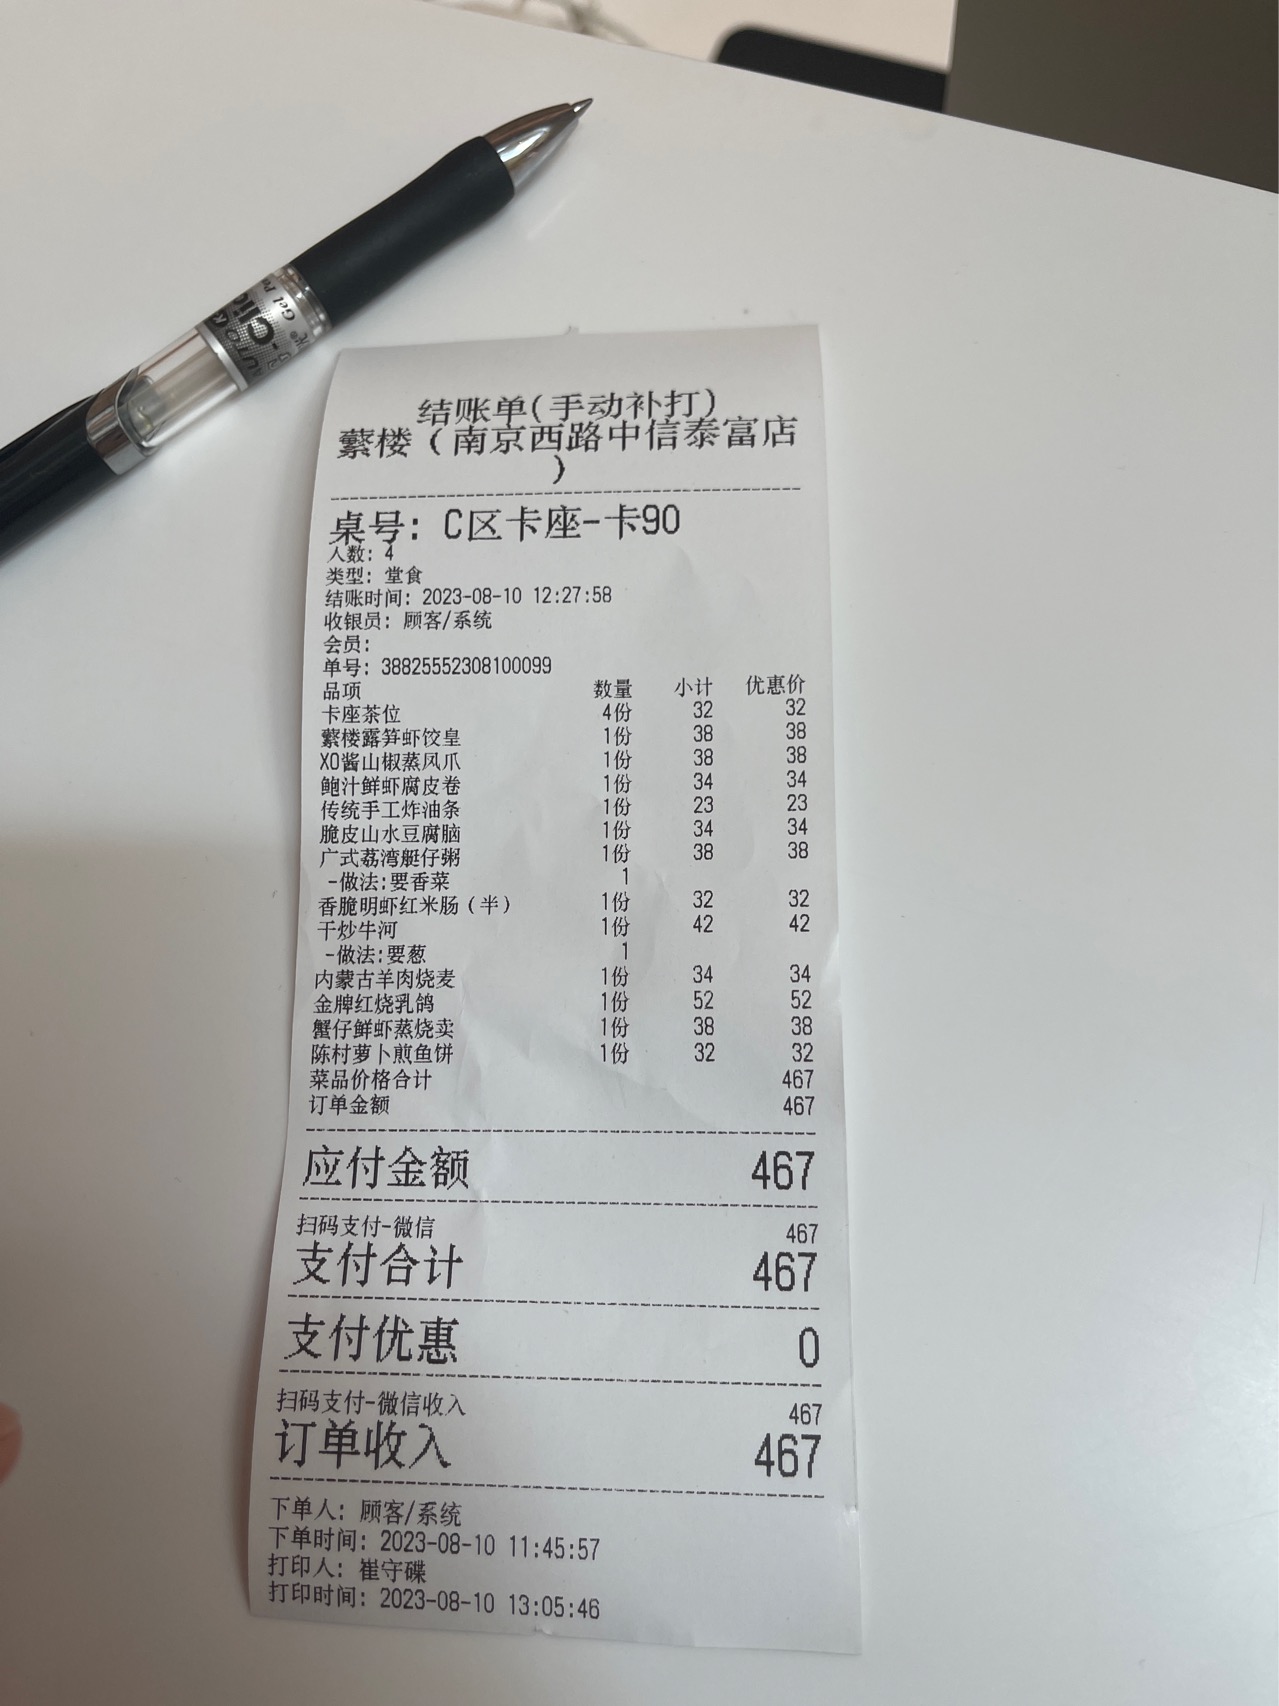 结账单(手动补打)
蘩楼(南京西路中信泰富店
)
桌号: C区卡座-卡90
人数: 4
类型: 堂食
结账时间: 2023-08-10 12:27:58
收银员: 顾客/系统
会员:
单号: 38825552308100099
品项 数量 小计 优惠价
卡座茶位 4份 32 32
蘩楼露笋虾饺皇 1份 38 38
XO酱山椒蒸凤爪 1份 38 38
鲍汁鲜虾腐皮卷 1份 34 34
传统手工炸油条 1份 23 23
脆皮山水豆腐脑 1份 34 34
广式荔湾艇仔粥 1份 38 38
-做法:要香菜 1
香脆明虾红米肠(半) 1份 32 32
干炒牛河 1份 42 42
-做法:要葱 1
内蒙古羊肉烧麦 1份 34 34
金牌红烧乳鸽 1份 52 52
蟹仔鲜虾蒸烧卖 1份 38 38
陈村萝卜煎鱼饼 1份 32 32
菜品价格合计 467
订单金额 467
应付金额 467
扫码支付-微信 467
支付合计 467
支付优惠 0
扫码支付-微信收入 467
订单收入 467
下单人: 顾客/系统
下单时间: 2023-08-10 11:45:57
打印人: 崔守碟
打印时间: 2023-08-10 13:05:46